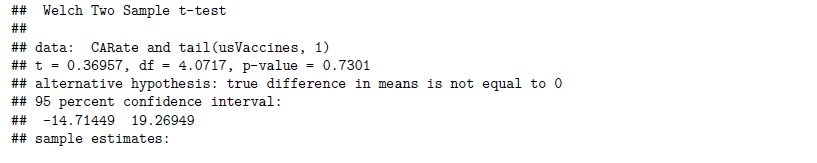 ##  Welch Two Sample t-test
##
## data:  CARate and tail(usVaccines, 1)
## t = 0.36957, df = 4.0717, p-value = 0.7301
## alternative hypothesis: true difference in means is not equal to 0
## 95 percent confidence interval:
##  -14.71449  19.26949
## sample estimates: